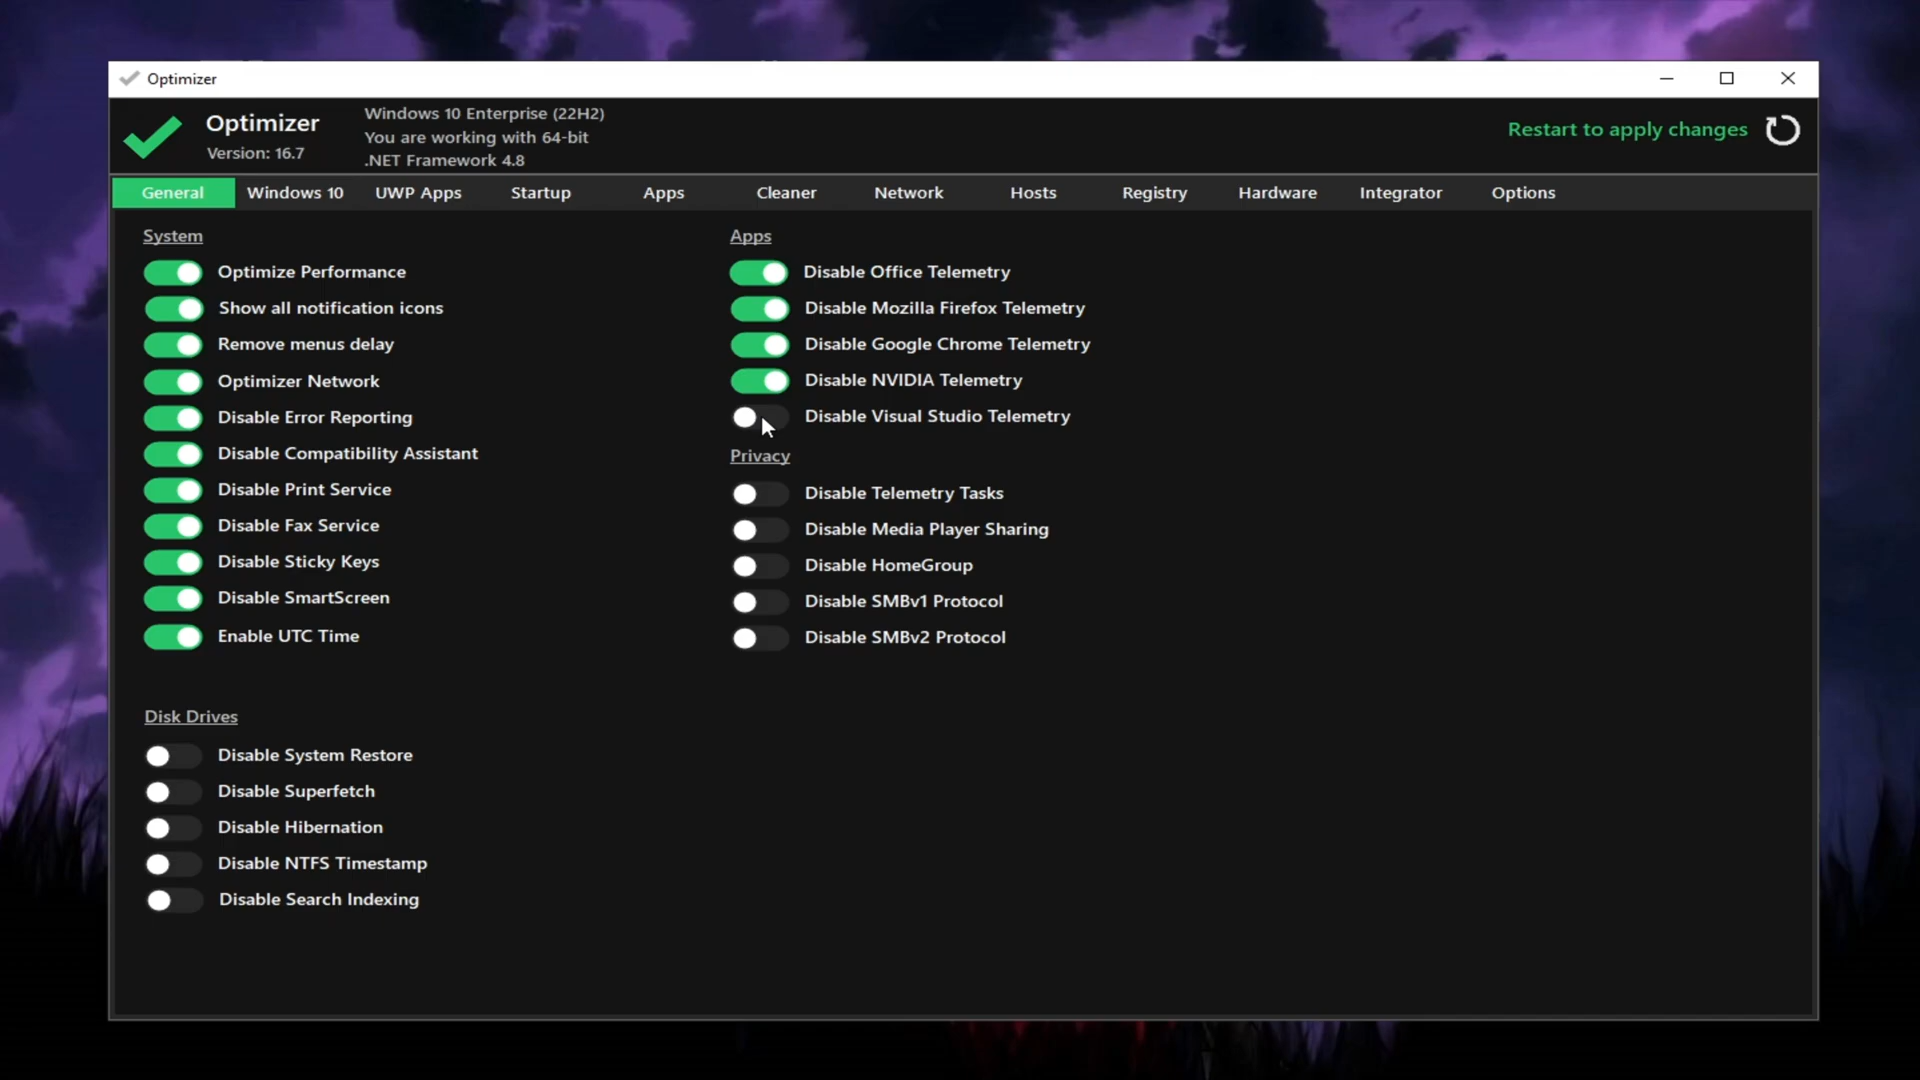 Optimizer
Optimizer
Version: 16.7
Windows 10 Enterprise (22H2)
You are working with 64-bit
.NET Framework 4.8
Restart to apply changes
General
Windows 10
UWP Apps
Startup
Apps
Cleaner
Network
Hosts
Registry
Hardware
Integrator
Options
System
Optimize Performance
Show all notification icons
Remove menus delay
Optimizer Network
Disable Error Reporting
Disable Compatibility Assistant
Disable Print Service
Disable Fax Service
Disable Sticky Keys
Disable SmartScreen
Enable UTC Time
Disk Drives
Disable System Restore
Disable Superfetch
Disable Hibernation
Disable NTFS Timestamp
Disable Search Indexing
Apps
Disable Office Telemetry
Disable Mozilla Firefox Telemetry
Disable Google Chrome Telemetry
Disable NVIDIA Telemetry
Disable Visual Studio Telemetry
Privacy
Disable Telemetry Tasks
Disable Media Player Sharing
Disable HomeGroup
Disable SMBv1 Protocol
Disable SMBv2 Protocol